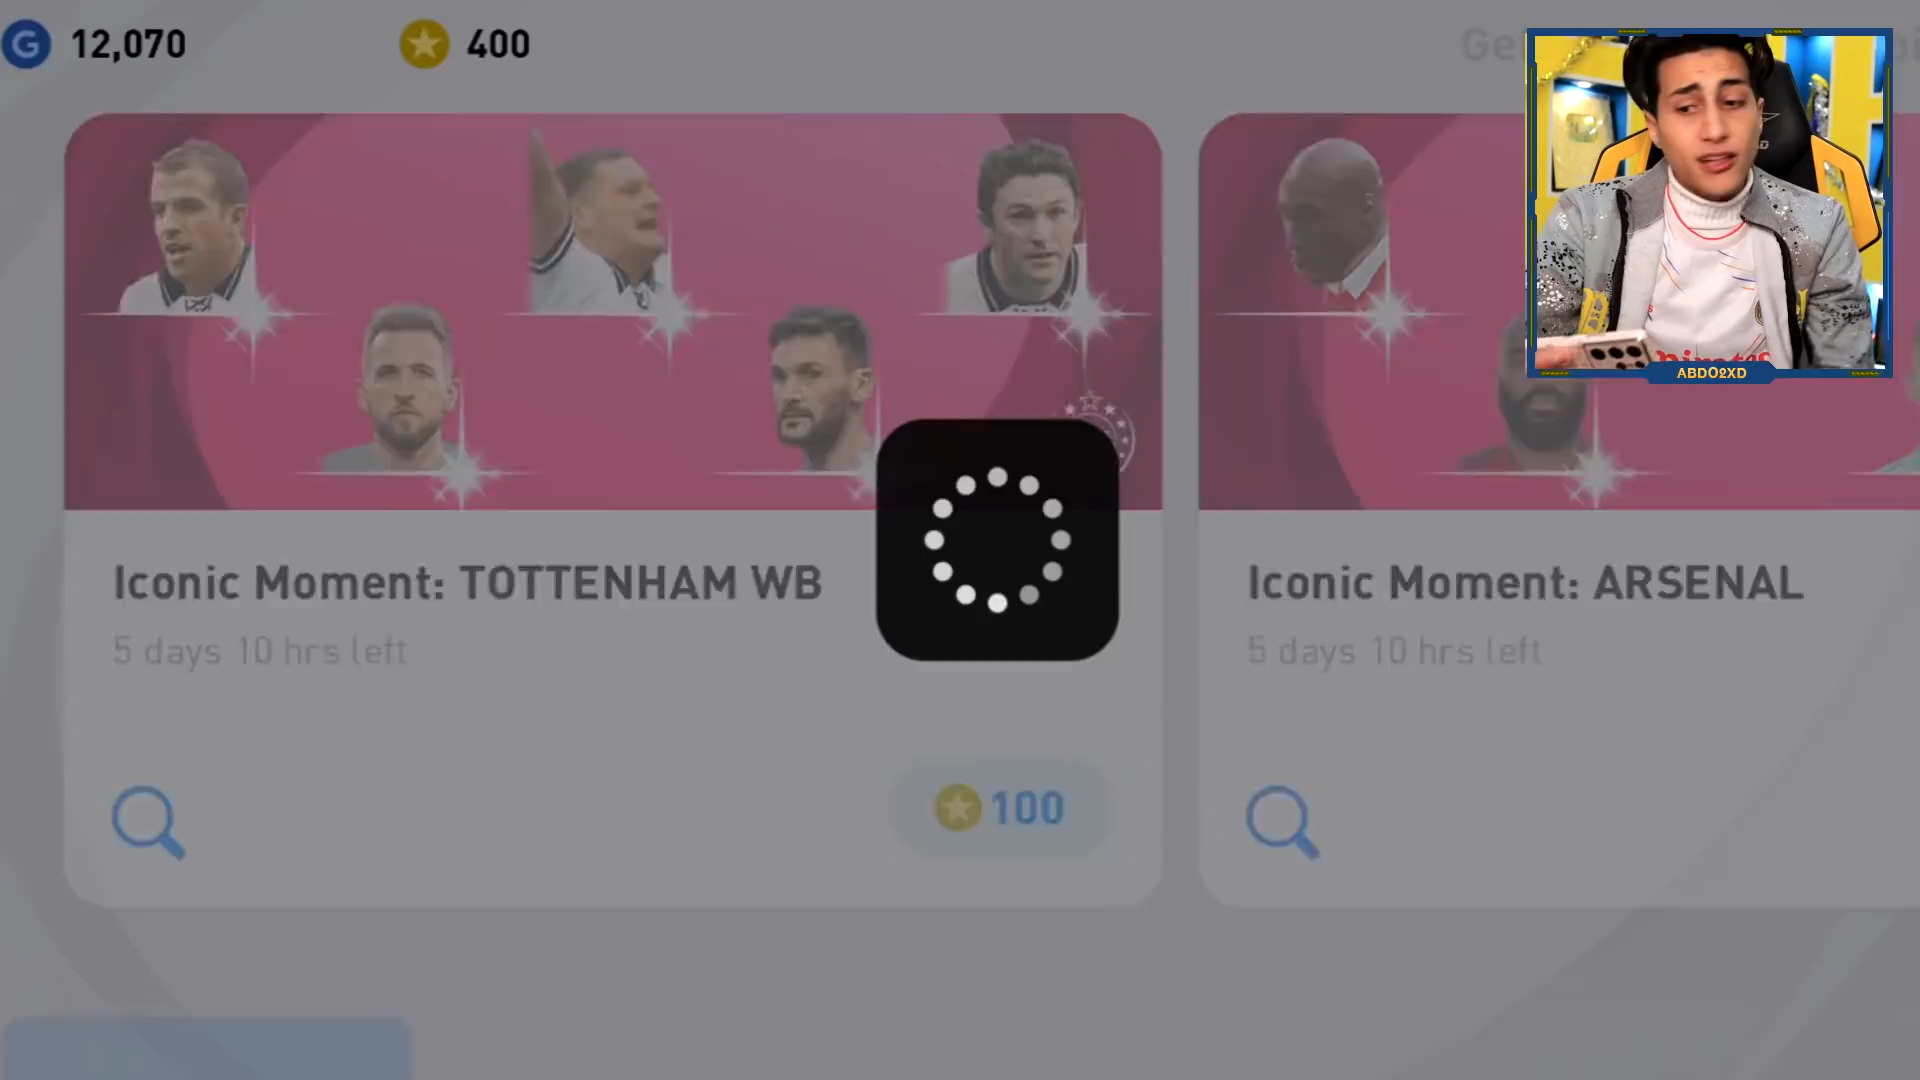 12,070
400
Ge
ABDO2XD
Iconic Moment: TOTTENHAM WB
5 days 10 hrs left
100
Iconic Moment: ARSENAL
5 days 10 hrs left